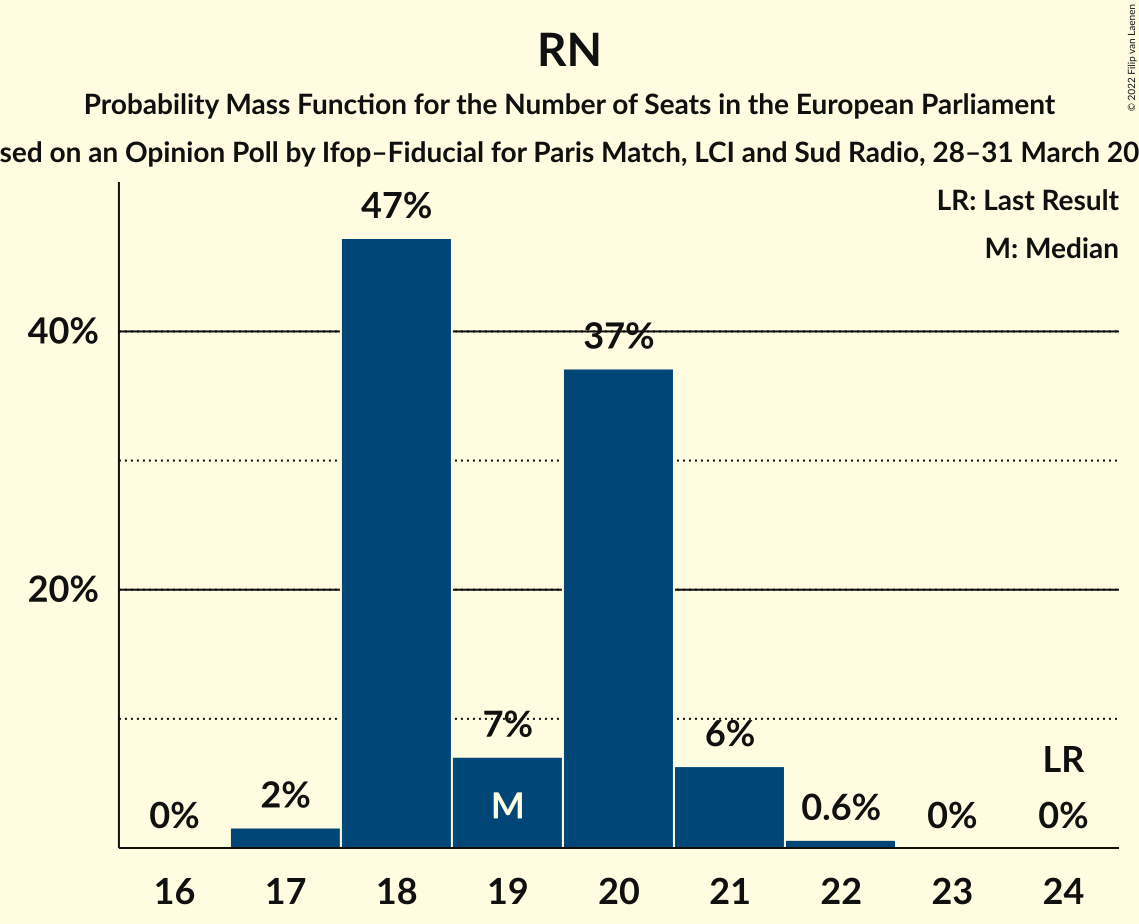 RN
Probability Mass Function for the Number of Seats in the European Parliament
sed on an Opinion Poll by Ifop–Fiducial for Paris Match, LCI and Sud Radio, 28–31 March 20
© 2022 Filip van Laenen
LR: Last Result
M: Median
47%
40%
37%
20%
7%
6%
LR
2%
M
0%
0.6%
0%
0%
16 17 18 19 20 21 22 23 24